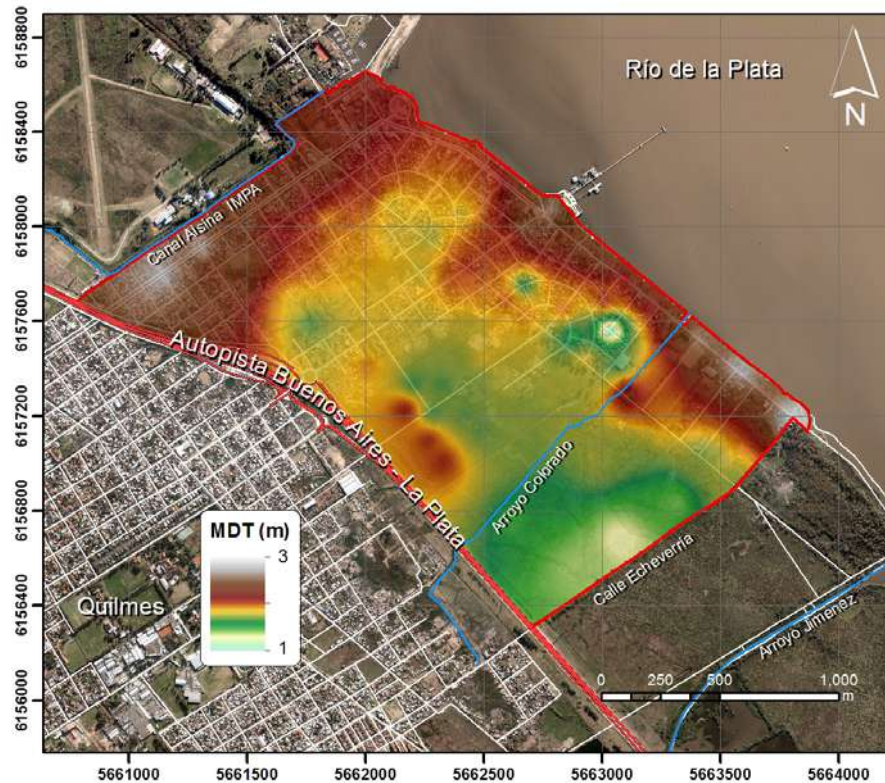 6158800
6158400
6158000
6157600
6157200
6156800
6156400
6156000
Río de la Plata
N
Canal Alsina IMPA
Autopista Buenos Aires - La Plata
Arroyo Colorado
Calle Echeverría
Arroyo Jimenez
Quilmes
MDT (m)
3
1
0 250 500 1,000
m
5661000 5661500 5662000 5662500 5663000 5663500 5664000